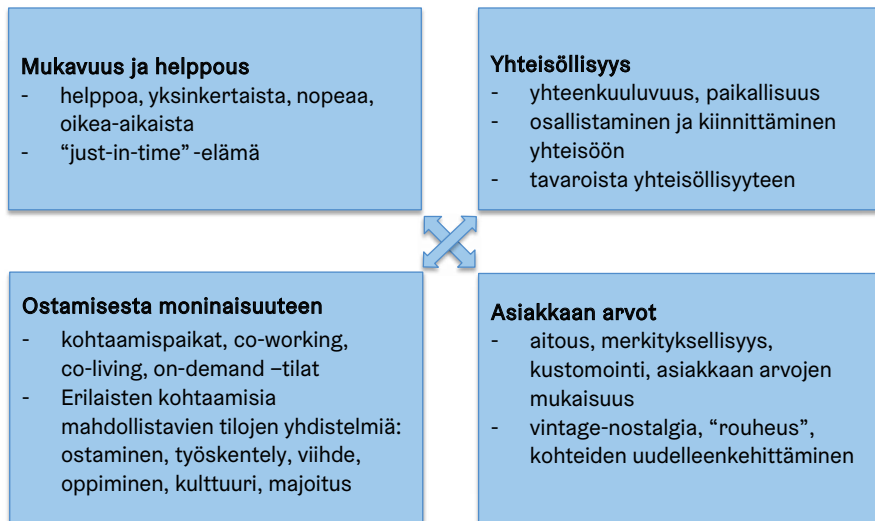 Mukavuus ja helppous
- helppoa, yksinkertaista, nopeaa,
oikea-aikaista
- “just-in-time” -elämä
Yhteisöllisyys
- yhteenkuuluvuus, paikallisuus
- osallistaminen ja kiinnittäminen
yhteisöön
- tavaroista yhteisöllisyyteen
Ostamisesta moninaisuuteen
- kohtaamispaikat, co-working,
co-living, on-demand –tilat
- Erilaisten kohtaamisia
mahdollistavien tilojen yhdistelmiä:
ostaminen, työskentely, viihde,
oppiminen, kulttuuri, majoitus
Asiakkaan arvot
- aitous, merkityksellisyys,
kustomointi, asiakkaan arvojen
mukaisuus
- vintage-nostalgia, “rouheus”,
kohteiden uudelleenkehittäminen